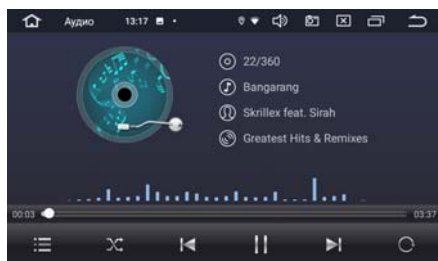 Аудио 13:17
22/360
Bangarang
Skrillex feat. Sirah
Greatest Hits & Remixes
00:03 03:37